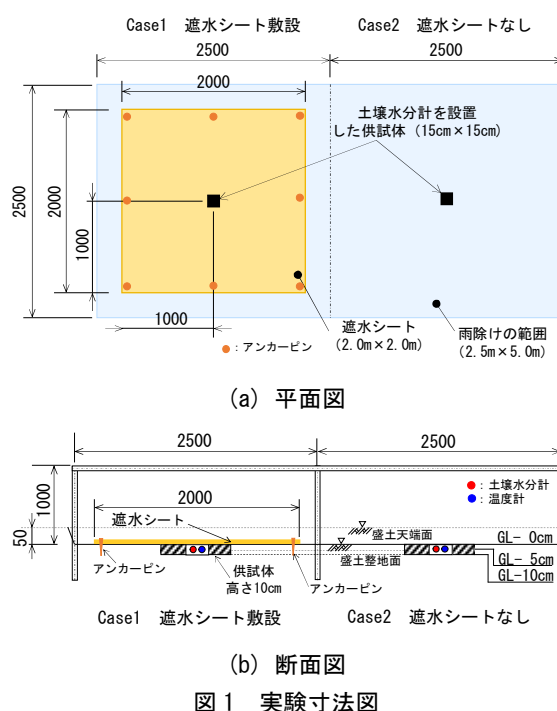 Case1 遮水シート敷設
Case2 遮水シートなし
2500
2500
2000
土壌水分計を設置
した供試体（15cm×15cm）
2500
2000
1000
1000
遮水シート
（2.0m×2.0m）
雨除けの範囲
（2.5m×5.0m）
：アンカーピン
(a) 平面図
2500
2500
1000
2000
：土壌水分計
：温度計
遮水シート
50
盛土天端面
盛土整地面
GL- 0cm
GL- 5cm
GL-10cm
アンカーピン
供試体
高さ10cm
アンカーピン
Case1 遮水シート敷設
Case2 遮水シートなし
(b) 断面図
図１ 実験寸法図